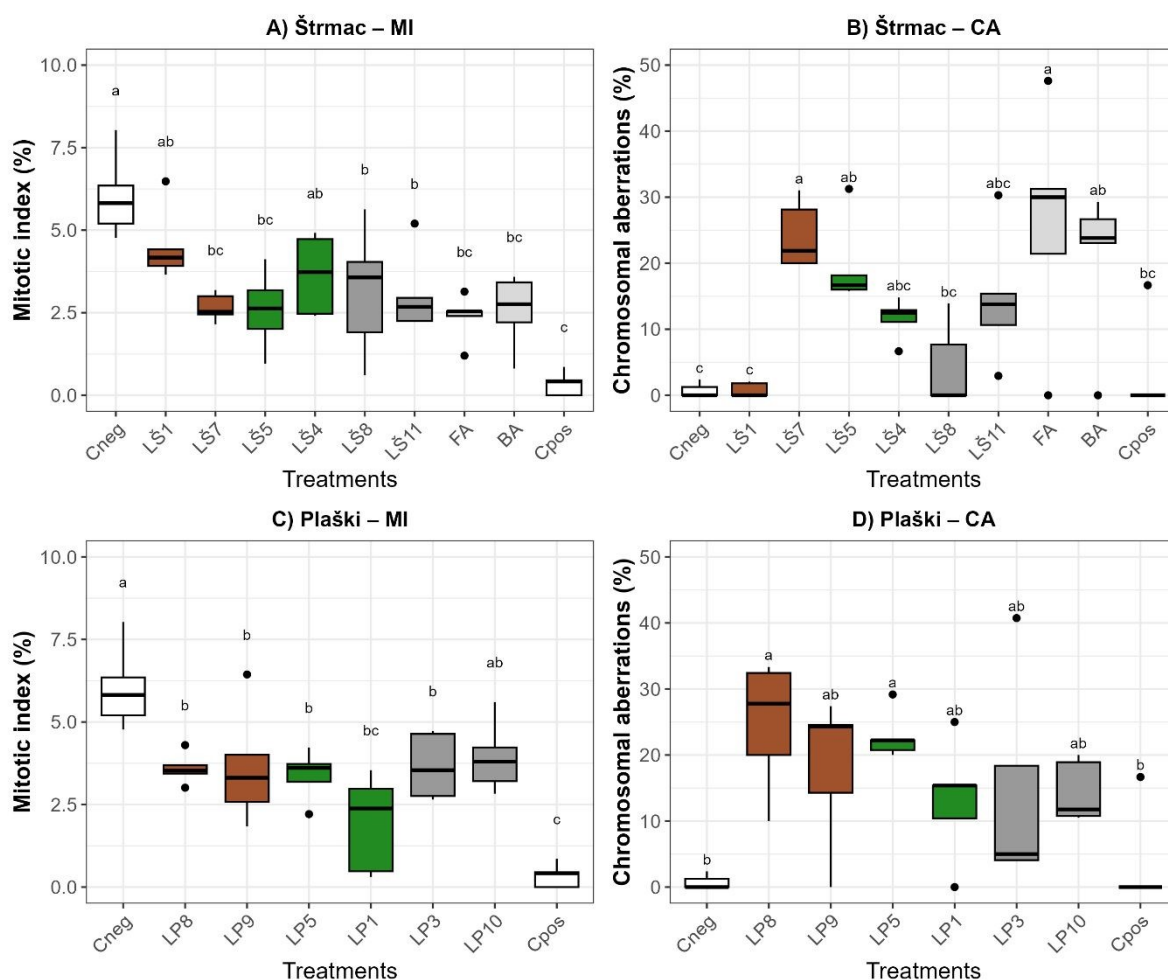 A) Štrmac – MI
Mitotic index (%)
10.0
7.5
5.0
2.5
0.0
a
ab
bc
bc
ab
b
b
bc
bc
c
Cneg
LŠ1
LŠ7
LŠ5
LŠ4
LŠ8
LŠ11
FA
BA
Cpos
Treatments
B) Štrmac – CA
Chromosomal aberrations (%)
50
40
30
20
10
0
c
c
a
ab
abc
bc
abc
a
ab
bc
Cneg
LŠ1
LŠ7
LŠ5
LŠ4
LŠ8
LŠ11
FA
BA
Cpos
Treatments
C) Plaški – MI
Mitotic index (%)
10.0
7.5
5.0
2.5
0.0
a
b
b
b
bc
b
ab
c
Cneg
LP8
LP9
LP5
LP1
LP3
LP10
Cpos
Treatments
D) Plaški – CA
Chromosomal aberrations (%)
50
40
30
20
10
0
b
a
ab
a
ab
ab
ab
b
Cneg
LP8
LP9
LP5
LP1
LP3
LP10
Cpos
Treatments